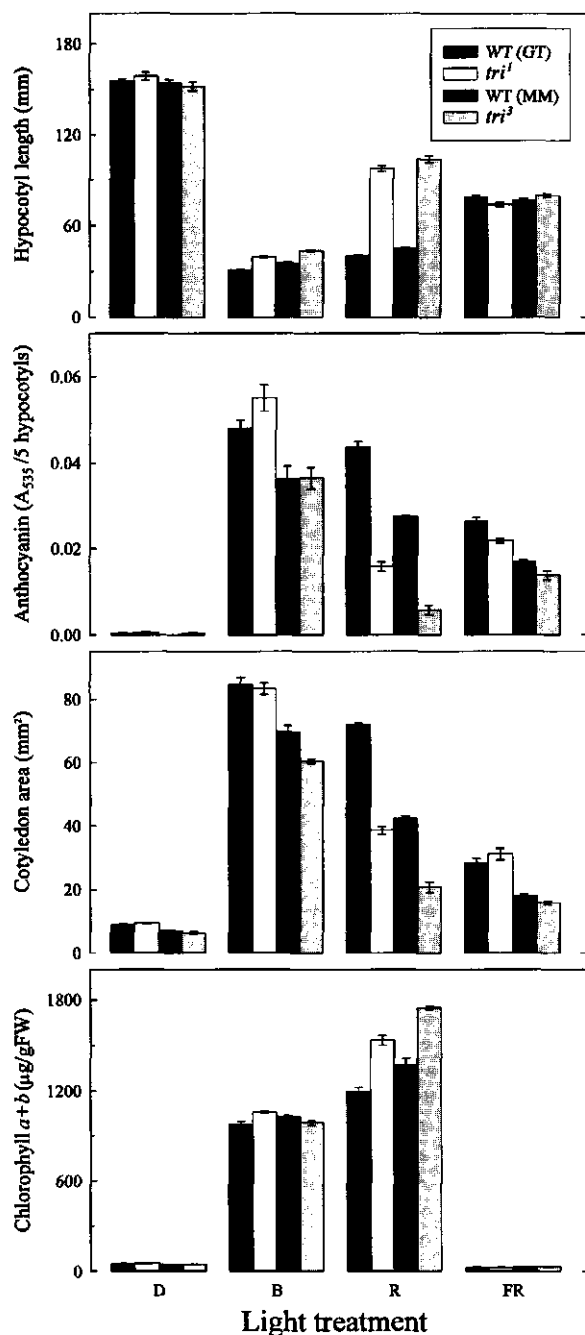 180
120
60
0
Hypocotyl length (mm)
WT (GT)
tri¹
WT (MM)
tri³
0.06
0.04
0.02
0.00
Anthocyanin (A₅₃₅ /5 hypocotyls)
80
60
40
20
0
Cotyledon area (mm²)
1800
1200
600
0
Chlorophyll a+b (µg/gFW)
D B R FR
Light treatment